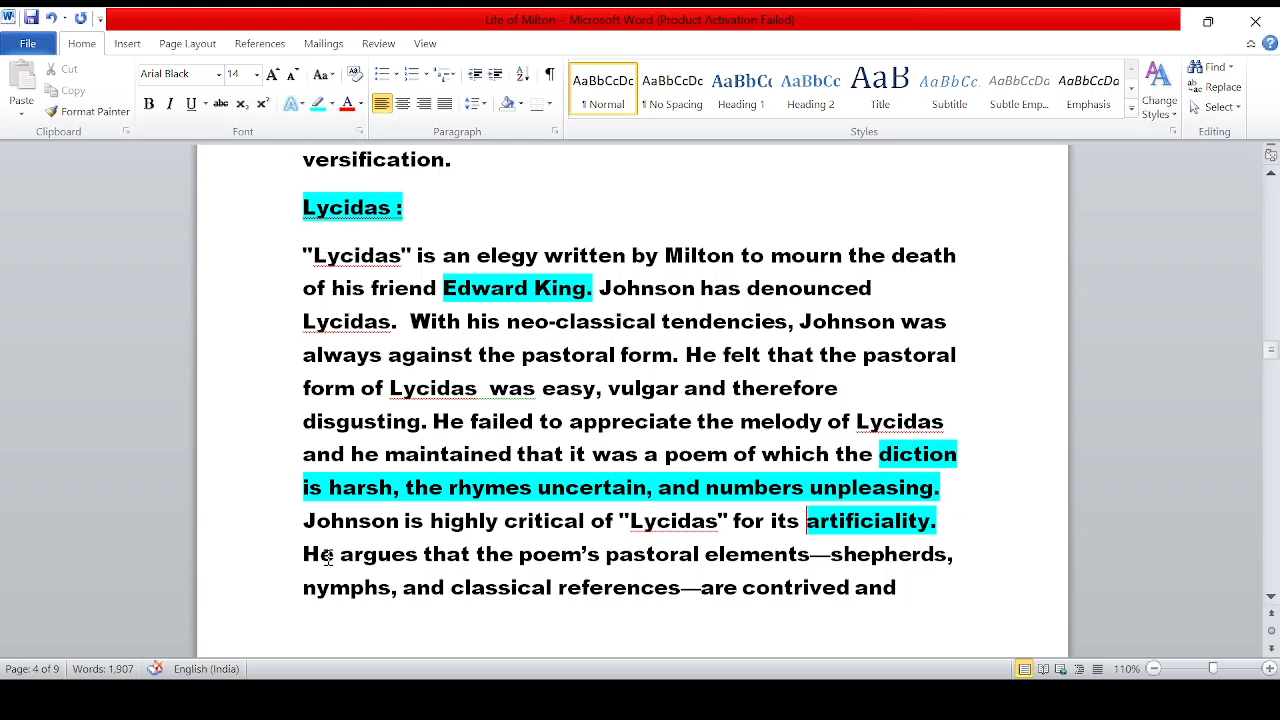 Life of Milton - Microsoft Word (Product Activation Failed)
File Home Insert Page Layout References Mailings Review View
Cut
Copy
Format Painter
Paste
Clipboard
Arial Black 14
Font
Paragraph
AaBbCcDc AaBbCcDc AaBbC AaBbCc AaB AaBbCc. AaBbCcDc AaBbCcDc
¶ Normal ¶ No Spacing Heading 1 Heading 2 Title Subtitle Subtle Emp... Emphasis
Change Styles
Styles
Find
Replace
Select
Editing
versification.
Lycidas :
"Lycidas" is an elegy written by Milton to mourn the death
of his friend Edward King. Johnson has denounced
Lycidas. With his neo-classical tendencies, Johnson was
always against the pastoral form. He felt that the pastoral
form of Lycidas was easy, vulgar and therefore
disgusting. He failed to appreciate the melody of Lycidas
and he maintained that it was a poem of which the diction
is harsh, the rhymes uncertain, and numbers unpleasing.
Johnson is highly critical of "Lycidas" for its artificiality.
He argues that the poem’s pastoral elements—shepherds,
nymphs, and classical references—are contrived and
Page: 4 of 9 Words: 1,907 English (India) 110%